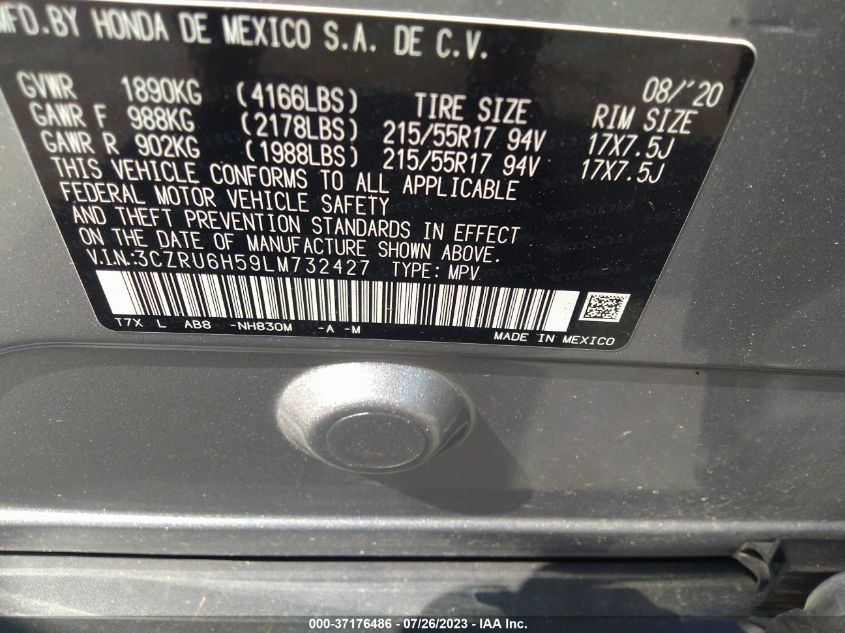 MFD.BY HONDA DE MEXICO S.A. DE C.V.
08/'20
GVWR 1890KG (4166LBS) TIRE SIZE RIM SIZE
GAWR F 988KG (2178LBS) 215/55R17 94V 17X7.5J
GAWR R 902KG (1988LBS) 215/55R17 94V 17X7.5J
THIS VEHICLE CONFORMS TO ALL APPLICABLE
FEDERAL MOTOR VEHICLE SAFETY
AND THEFT PREVENTION STANDARDS IN EFFECT
ON THE DATE OF MANUFACTURE SHOWN ABOVE.
V.I.N:3CZRU6H59LM732427 TYPE: MPV
T7X L AB8 -NH830M -A -M
MADE IN MEXICO
000-37176486 - 07/26/2023 - IAA Inc.